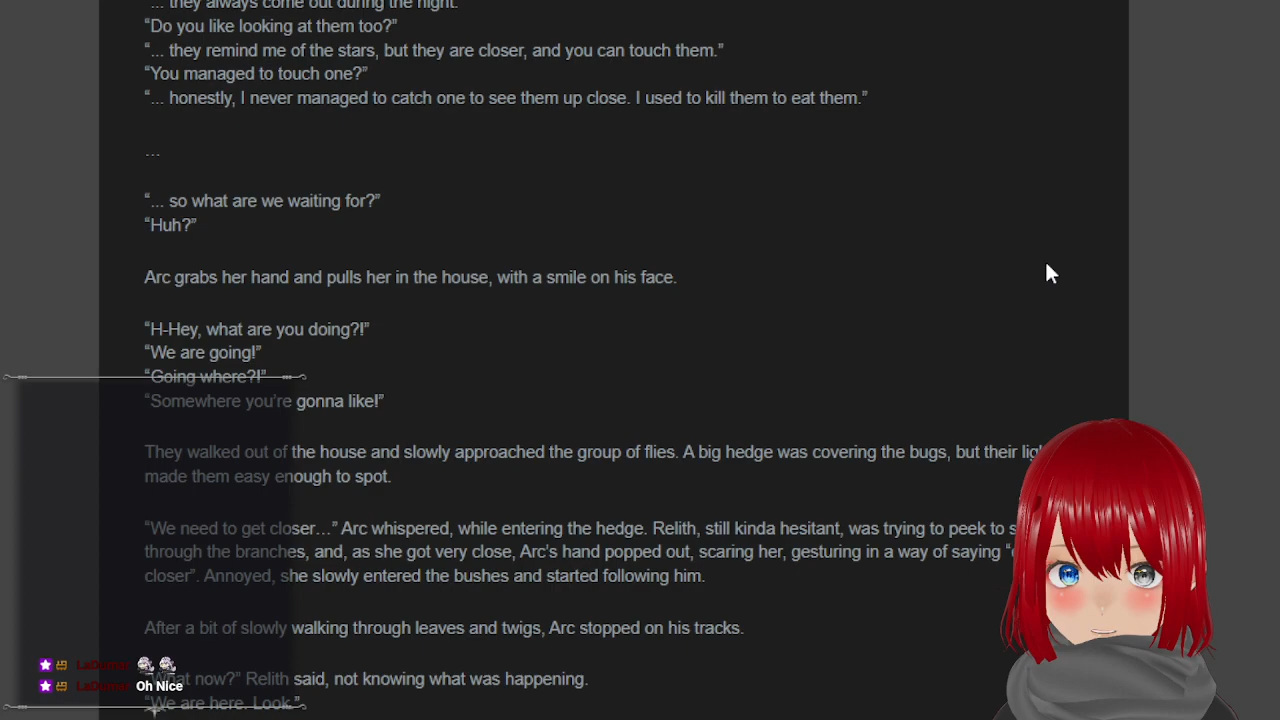 “... they always come out during the night.
“Do you like looking at them too?”
“... they remind me of the stars, but they are closer, and you can touch them.”
“You managed to touch one?”
“... honestly, I never managed to catch one to see them up close. I used to kill them to eat them.”
...
“... so what are we waiting for?”
“Huh?”
Arc grabs her hand and pulls her in the house, with a smile on his face.
“H-Hey, what are you doing?!”
“We are going!”
“Going where?!”
“Somewhere you're gonna like!”
They walked out of the house and slowly approached the group of flies. A big hedge was covering the bugs, but their
made them easy enough to spot.
“We need to get closer…” Arc whispered, while entering the hedge. Relith, still kinda hesitant, was trying to peek to
through the branches, and, as she got very close, Arc's hand popped out, scaring her, gesturing in a way of saying
closer”. Annoyed, she slowly entered the bushes and started following him.
After a bit of slowly walking through leaves and twigs, Arc stopped on his tracks.
now?” Relith said, not knowing what was happening.
“We are here. Look.”
Oh Nice